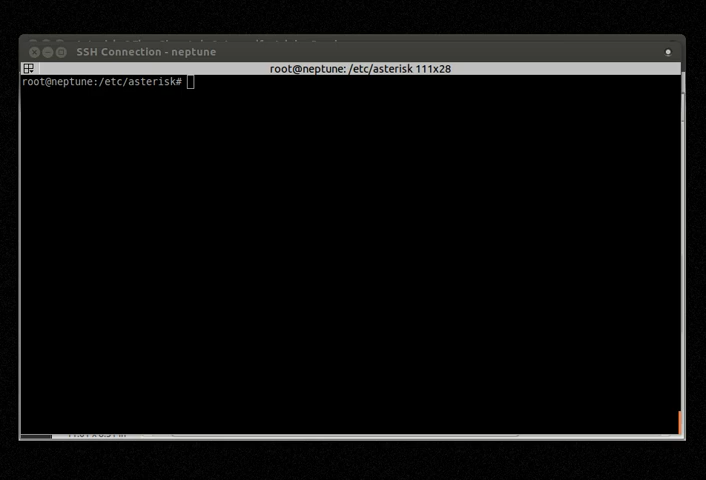 SSH Connection - neptune
root@neptune: /etc/asterisk 111x28
root@neptune:/etc/asterisk#